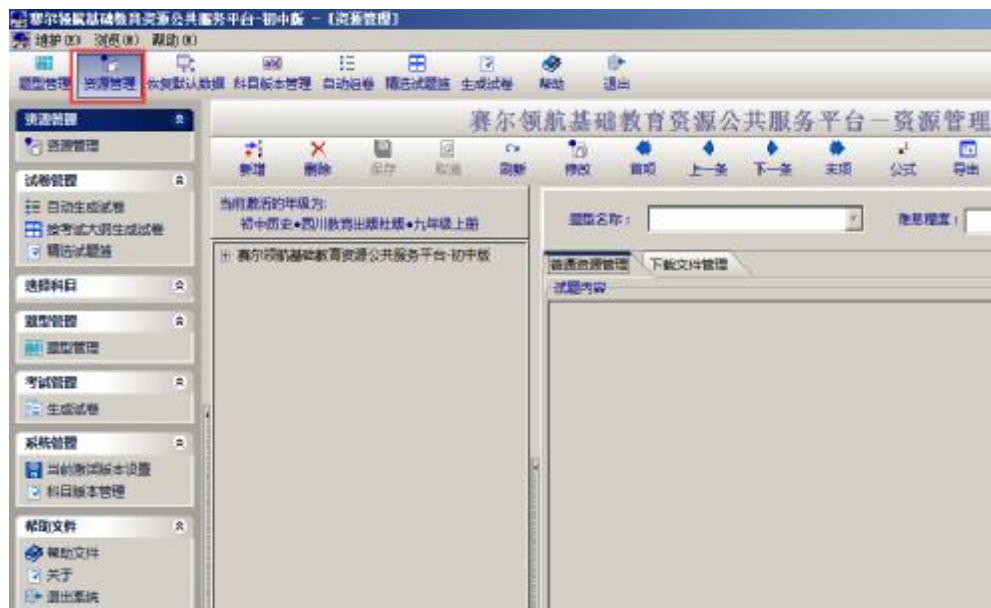 赛尔领航基础教育资源公共服务平台-初中版 - [资源管理]
维护(X) 浏览(W) 帮助(H)
题型管理 资源管理 恢复默认数据 科目版本管理 自动组卷 精选试题篮 生成试卷 帮助 退出
资源管理
资源管理
试卷管理
自动生成试卷
按考试大纲生成试卷
精选试题篮
选择科目
题型管理
题型管理
考试管理
生成试卷
系统管理
当前激活版本设置
科目版本管理
帮助文件
帮助文件
关于
退出系统
赛尔领航基础教育资源公共服务平台-资源管理
新增 删除 保存 取消 刷新 修改 首项 上一条 下一条 末项 公式 导出
当前激活的年级为:
初中历史●四川教育出版社版●九年级上册
赛尔领航基础教育资源公共服务平台-初中版
题型名称:
难易程度:
普通资源管理 下载文件管理
试题内容